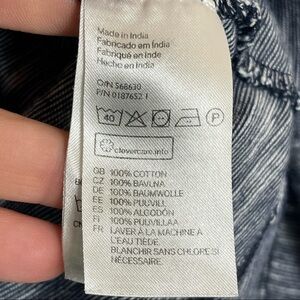 Made in India
Fabricado em Índia
Fabriqué en Inde
Hecho en India
O/N 568630
P/N 0187652 1
40
P
clevercare.info
GB 100% COTTON
CZ 100% BAVLNA
DE 100% BAUMWOLLE
EE 100% PUUVILL
ES 100% ALGODÓN
FI 100% PUUVILLAA
FR LAVER À LA MACHINE À
L'EAU TIÈDE.
BLANCHIR SANS CHLORE SI
NÉCESSAIRE.